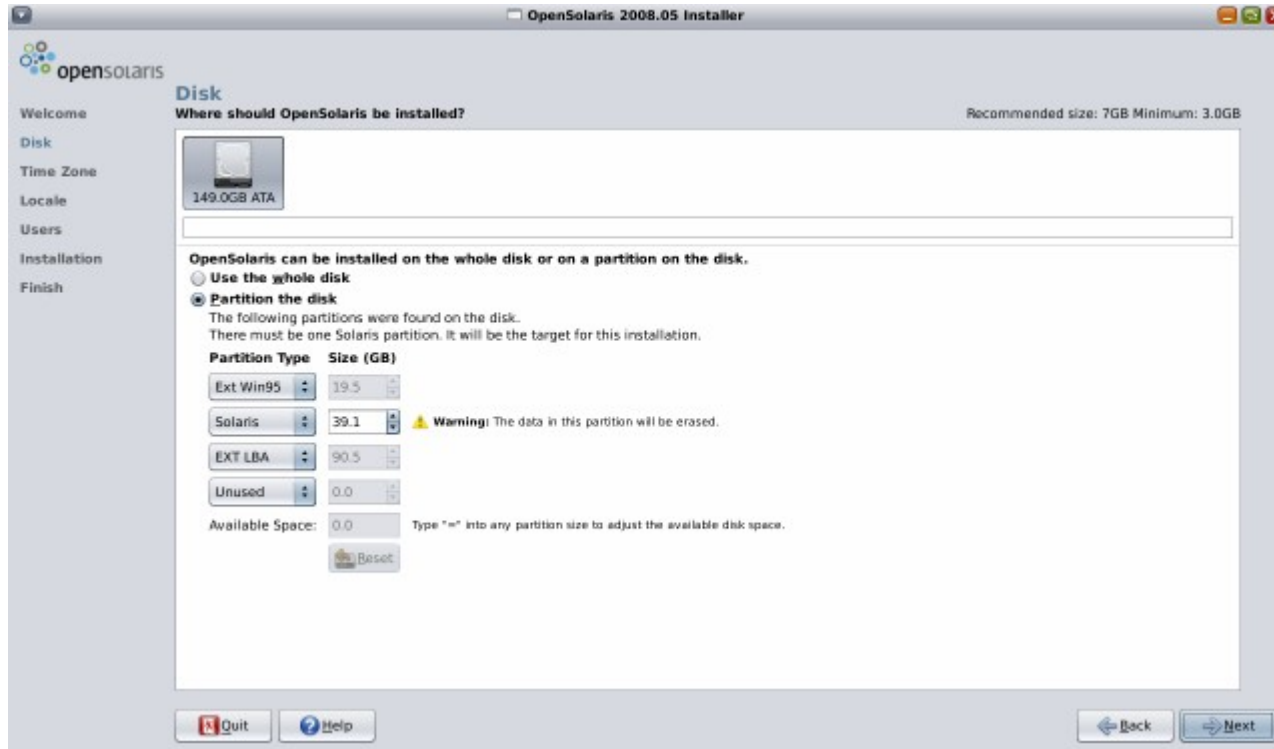 OpenSolaris 2008.05 Installer
opensolaris
Disk
Welcome
Where should OpenSolaris be installed?
Recommended size: 7GB Minimum: 3.0GB
Disk
Time Zone
Locale
Users
Installation
Finish
149.0GB ATA
OpenSolaris can be installed on the whole disk or on a partition on the disk.
Use the whole disk
Partition the disk
The following partitions were found on the disk.
There must be one Solaris partition. It will be the target for this installation.
Partition Type Size (GB)
Ext Win95 19.5
Solaris 39.1 Warning: The data in this partition will be erased.
EXT LBA 90.5
Unused 0.0
Available Space: 0.0 Type "=" into any partition size to adjust the available disk space.
Reset
Quit Help Back Next